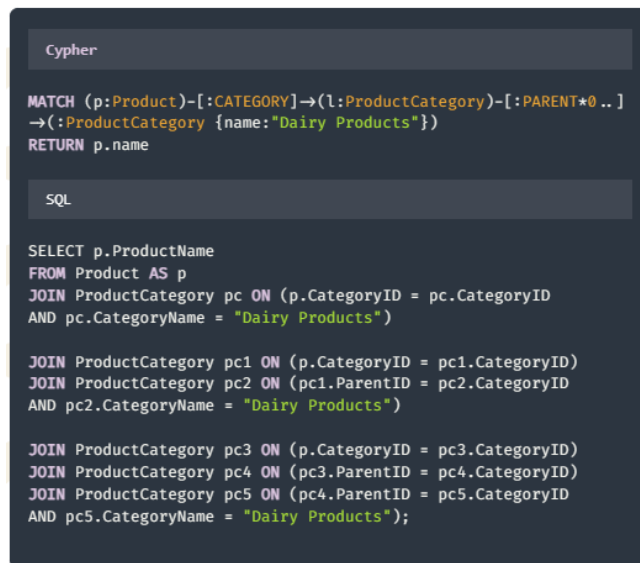 Cypher
MATCH (p:Product)-[:CATEGORY]→(l:ProductCategory)-[:PARENT*0..]
→(:ProductCategory {name:"Dairy Products"})
RETURN p.name
SQL
SELECT p.ProductName
FROM Product AS p
JOIN ProductCategory pc ON (p.CategoryID = pc.CategoryID
AND pc.CategoryName = "Dairy Products")
JOIN ProductCategory pc1 ON (p.CategoryID = pc1.CategoryID)
JOIN ProductCategory pc2 ON (pc1.ParentID = pc2.CategoryID
AND pc2.CategoryName = "Dairy Products")
JOIN ProductCategory pc3 ON (p.CategoryID = pc3.CategoryID)
JOIN ProductCategory pc4 ON (pc3.ParentID = pc4.CategoryID)
JOIN ProductCategory pc5 ON (pc4.ParentID = pc5.CategoryID
AND pc5.CategoryName = "Dairy Products");